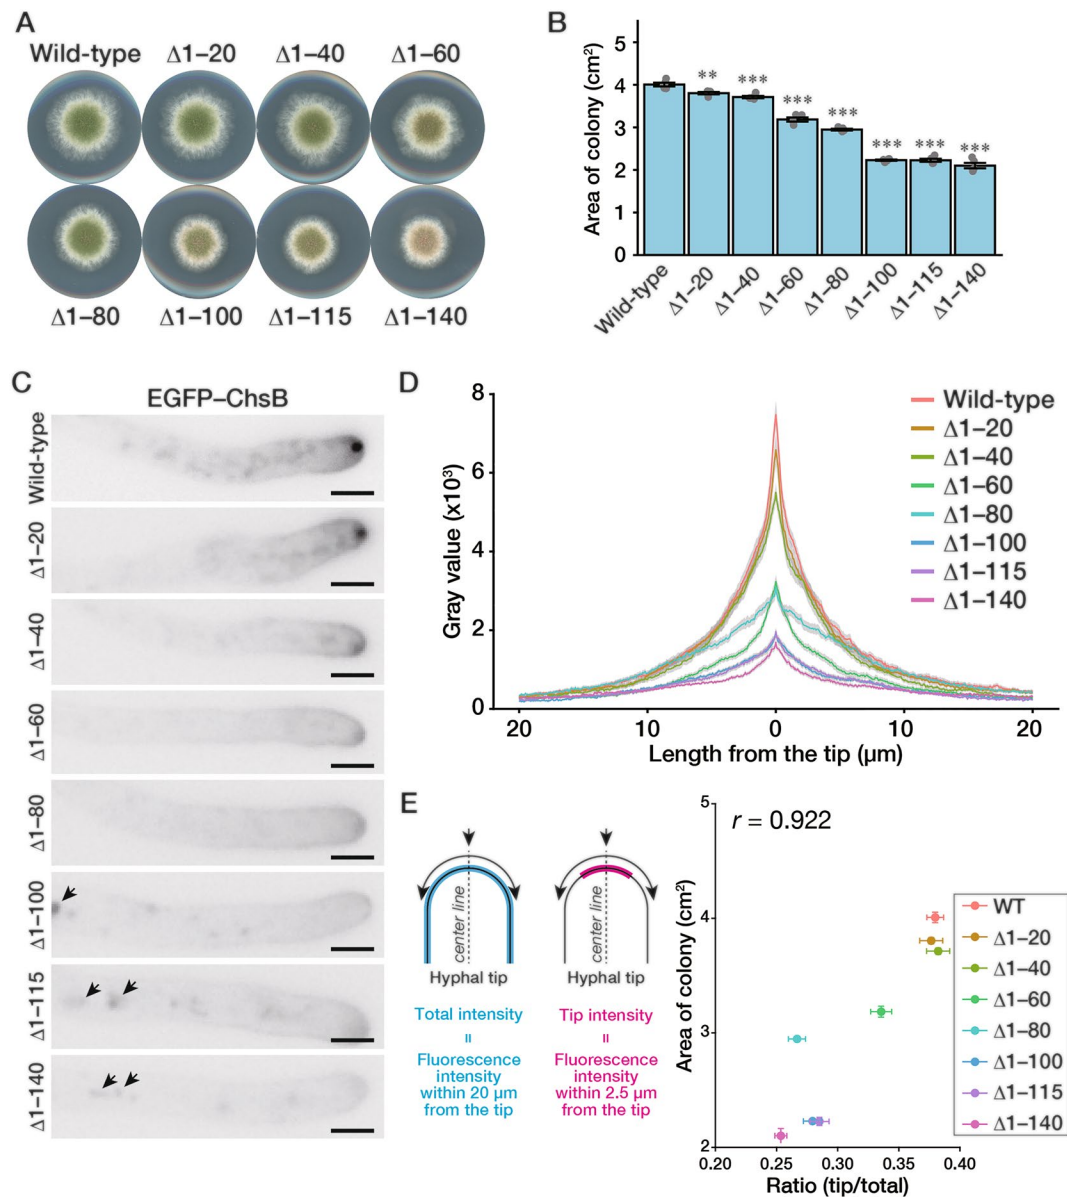 A
Wild-type Δ1–20 Δ1–40 Δ1–60
Δ1–80 Δ1–100 Δ1–115 Δ1–140
B
Area of colony (cm²)
5
4
3
2
1
0
** *** *** *** *** *** ***
Wild-type Δ1–20 Δ1–40 Δ1–60 Δ1–80 Δ1–100 Δ1–115 Δ1–140
C
EGFP–ChsB
Wild-type
Δ1–20
Δ1–40
Δ1–60
Δ1–80
Δ1–100
Δ1–115
Δ1–140
D
Gray value (x10³)
8
6
4
2
0
20 10 0 10 20
Length from the tip (μm)
Wild-type
Δ1–20
Δ1–40
Δ1–60
Δ1–80
Δ1–100
Δ1–115
Δ1–140
E
center line
Hyphal tip
Total intensity
=
Fluorescence
intensity
within 20 μm
from the tip
center line
Hyphal tip
Tip intensity
=
Fluorescence
intensity
within 2.5 μm
from the tip
r = 0.922
Area of colony (cm²)
5
4
3
2
0.20 0.25 0.30 0.35 0.40
Ratio (tip/total)
WT
Δ1–20
Δ1–40
Δ1–60
Δ1–80
Δ1–100
Δ1–115
Δ1–140